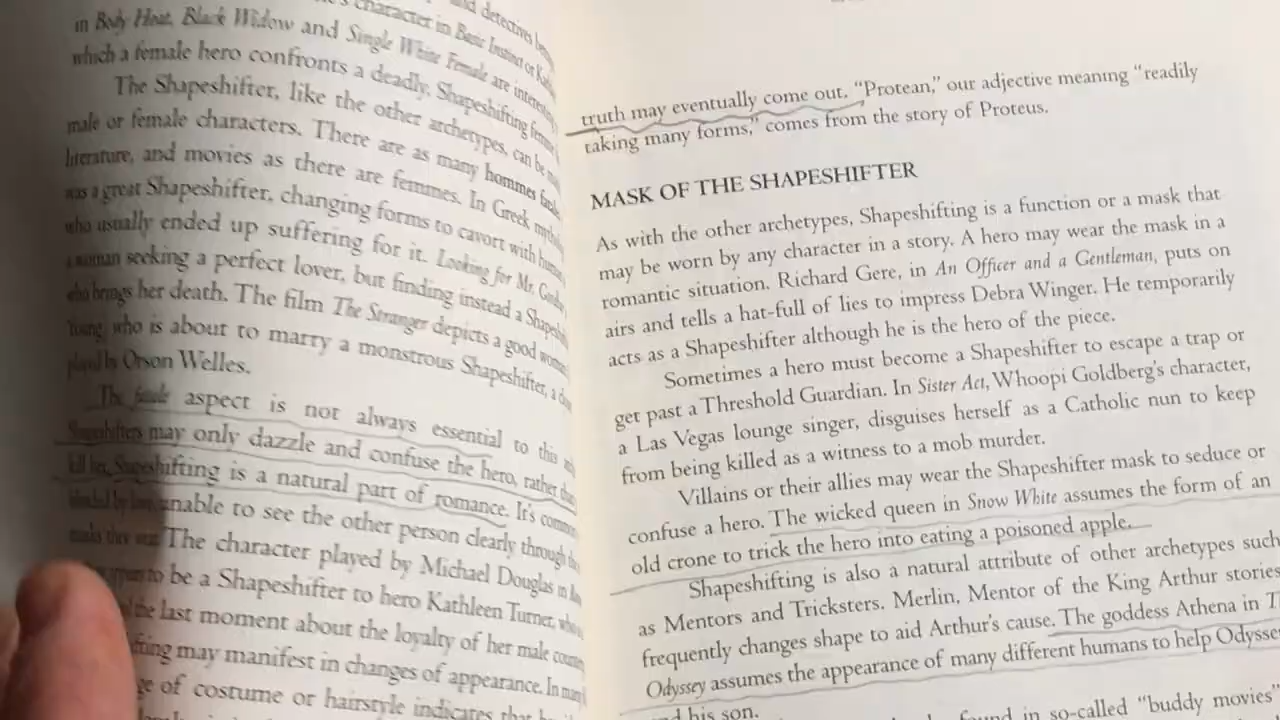 and detectives
character in Basic Instinct or
in Body Heat, Black Widow and Single White Female are
which a female hero confronts a deadly, Shapeshifting
The Shapeshifter, like the other archetypes, can be
male or female characters. There are as many hommes
literature, and movies as there are femmes. In Greek
was a great Shapeshifter, changing forms to cavort with
who usually ended up suffering for it. Looking for Mr.
a woman seeking a perfect lover, but finding instead a
who brings her death. The film The Stranger depicts a good
Young, who is about to marry a monstrous Shapeshifter, a
played by Orson Welles.
The fatale aspect is not always essential to this
Shapeshifters may only dazzle and confuse the hero, rather than
kill her. Shapeshifting is a natural part of romance. It's
blinded by love, unable to see the other person clearly through the
The character played by Michael Douglas in
to be a Shapeshifter to hero Kathleen Turner, who
the last moment about the loyalty of her male
may manifest in changes of appearance. In
of costume or hairstyle indicates that
truth may eventually come out. "Protean," our adjective meaning "readily
taking many forms," comes from the story of Proteus.
MASK OF THE SHAPESHIFTER
As with the other archetypes, Shapeshifting is a function or a mask that
may be worn by any character in a story. A hero may wear the mask in a
romantic situation. Richard Gere, in An Officer and a Gentleman, puts on
airs and tells a hat-full of lies to impress Debra Winger. He temporarily
acts as a Shapeshifter although he is the hero of the piece.
Sometimes a hero must become a Shapeshifter to escape a trap or
get past a Threshold Guardian. In Sister Act, Whoopi Goldberg's character,
a Las Vegas lounge singer, disguises herself as a Catholic nun to keep
from being killed as a witness to a mob murder.
Villains or their allies may wear the Shapeshifter mask to seduce or
confuse a hero. The wicked queen in Snow White assumes the form of an
old crone to trick the hero into eating a poisoned apple.
Shapeshifting is also a natural attribute of other archetypes such
as Mentors and Tricksters. Merlin, Mentor of the King Arthur stories
frequently changes shape to aid Arthur's cause. The goddess Athena in
Odyssey assumes the appearance of many different humans to help
his son.
found in so-called "buddy movies"